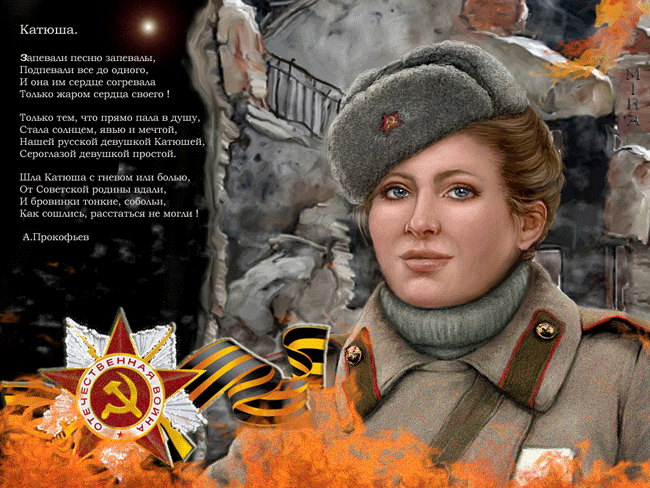 Катюша.
Запевали песню запевалы,
Подпевали все до одного,
И она им сердце согревала
Только жаром сердца своего !
Только тем, что прямо пала в душу,
Стала солнцем, явью и мечтой,
Нашей русской девушкой Катюшей,
Сероглазой девушкой простой.
Шла Катюша с гневом или болью,
От Советской родины вдали,
И бровинки тонкие, собольи,
Как сошлись, расстаться не могли !
А.Прокофьев
ОТЕЧЕСТВЕННАЯ ВОЙНА